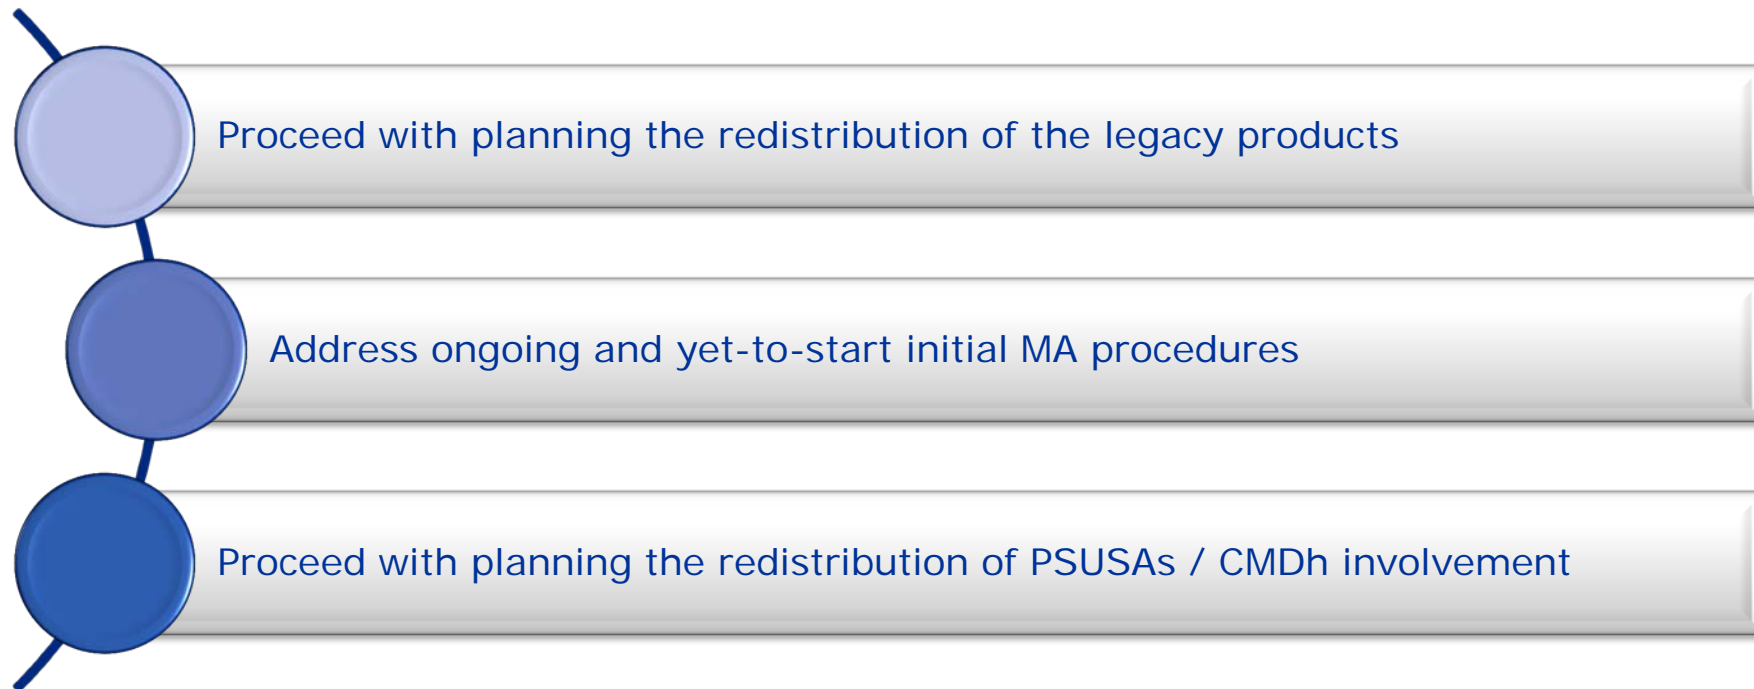 Proceed with planning the redistribution of the legacy products
Address ongoing and yet-to-start initial MA procedures
Proceed with planning the redistribution of PSUSAs / CMDh involvement